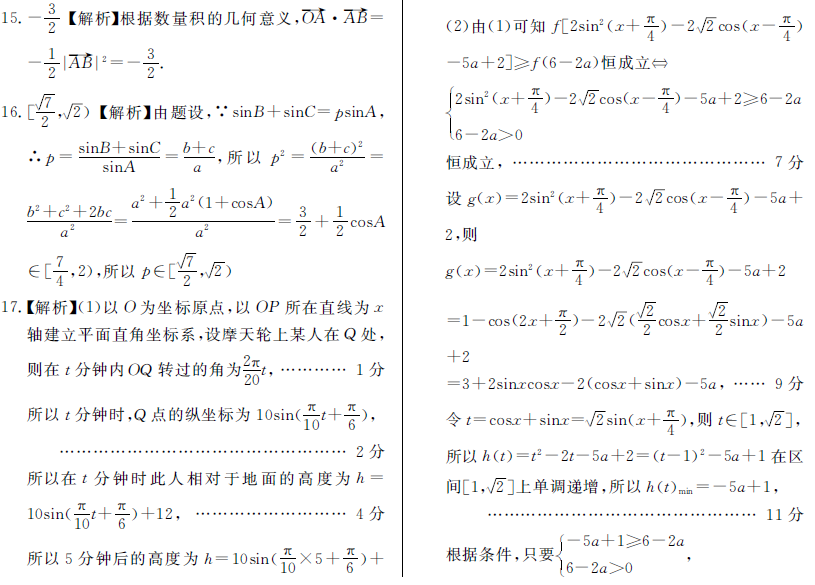 15. $-\frac{3}{2}$【解析】根据数量积的几何意义, $\overrightarrow{OA}\cdot\overrightarrow{AB}=$
$-\frac{1}{2}|\overrightarrow{AB}|^2=-\frac{3}{2}$.
16. $[\frac{\sqrt{7}}{2},\sqrt{2})$【解析】由题设, ∵ sinB+sinC=psinA,
∴ $p=\frac{\sin B+\sin C}{\sin A}=\frac{b+c}{a}$, 所以 $p^2=\frac{(b+c)^2}{a^2}=$
$\frac{b^2+c^2+2bc}{a^2}=\frac{a^2+\frac{1}{2}a^2(1+\cos A)}{a^2}=\frac{3}{2}+\frac{1}{2}\cos A$
$\in[\frac{7}{4},2)$, 所以 $p\in[\frac{\sqrt{7}}{2},\sqrt{2})$
17.【解析】(1)以 O 为坐标原点,以 OP 所在直线为 x
轴建立平面直角坐标系,设摩天轮上某人在 Q 处,
则在 t 分钟内 OQ 转过的角为$\frac{2\pi}{20}t$, ………… 1 分
所以 t 分钟时,Q 点的纵坐标为 $10\sin(\frac{\pi}{10}t+\frac{\pi}{6})$,
…………………………………………… 2 分
所以在 t 分钟时此人相对于地面的高度为 h=
$10\sin(\frac{\pi}{10}t+\frac{\pi}{6})+12$, ……………………… 4 分
所以 5 分钟后的高度为 $h=10\sin(\frac{\pi}{10}\times5+\frac{\pi}{6})+$
(2)由(1)可知 $f[2\sin^2(x+\frac{\pi}{4})-2\sqrt{2}\cos(x-\frac{\pi}{4})$
$-5a+2]\geqslant f(6-2a)$恒成立⇔
$\begin{cases}2\sin^2(x+\frac{\pi}{4})-2\sqrt{2}\cos(x-\frac{\pi}{4})-5a+2\geqslant6-2a\\6-2a>0\end{cases}$
恒成立, …………………………………… 7 分
设 $g(x)=2\sin^2(x+\frac{\pi}{4})-2\sqrt{2}\cos(x-\frac{\pi}{4})-5a+$
2,则
$g(x)=2\sin^2(x+\frac{\pi}{4})-2\sqrt{2}\cos(x-\frac{\pi}{4})-5a+2$
$=1-\cos(2x+\frac{\pi}{2})-2\sqrt{2}(\frac{\sqrt{2}}{2}\cos x+\frac{\sqrt{2}}{2}\sin x)-5a$
+2
=3+2sinxcosx−2(cosx+sinx)−5a, …… 9 分
令 $t=\cos x+\sin x=\sqrt{2}\sin(x+\frac{\pi}{4})$,则 $t\in[1,\sqrt{2}]$,
所以 $h(t)=t^2-2t-5a+2=(t-1)^2-5a+1$ 在区
间$[1,\sqrt{2}]$上单调递增,所以 $h(t)_{\min}=-5a+1$,
……………………………………… 11 分
根据条件,只要$\begin{cases}-5a+1\geqslant6-2a\\6-2a>0\end{cases}$,